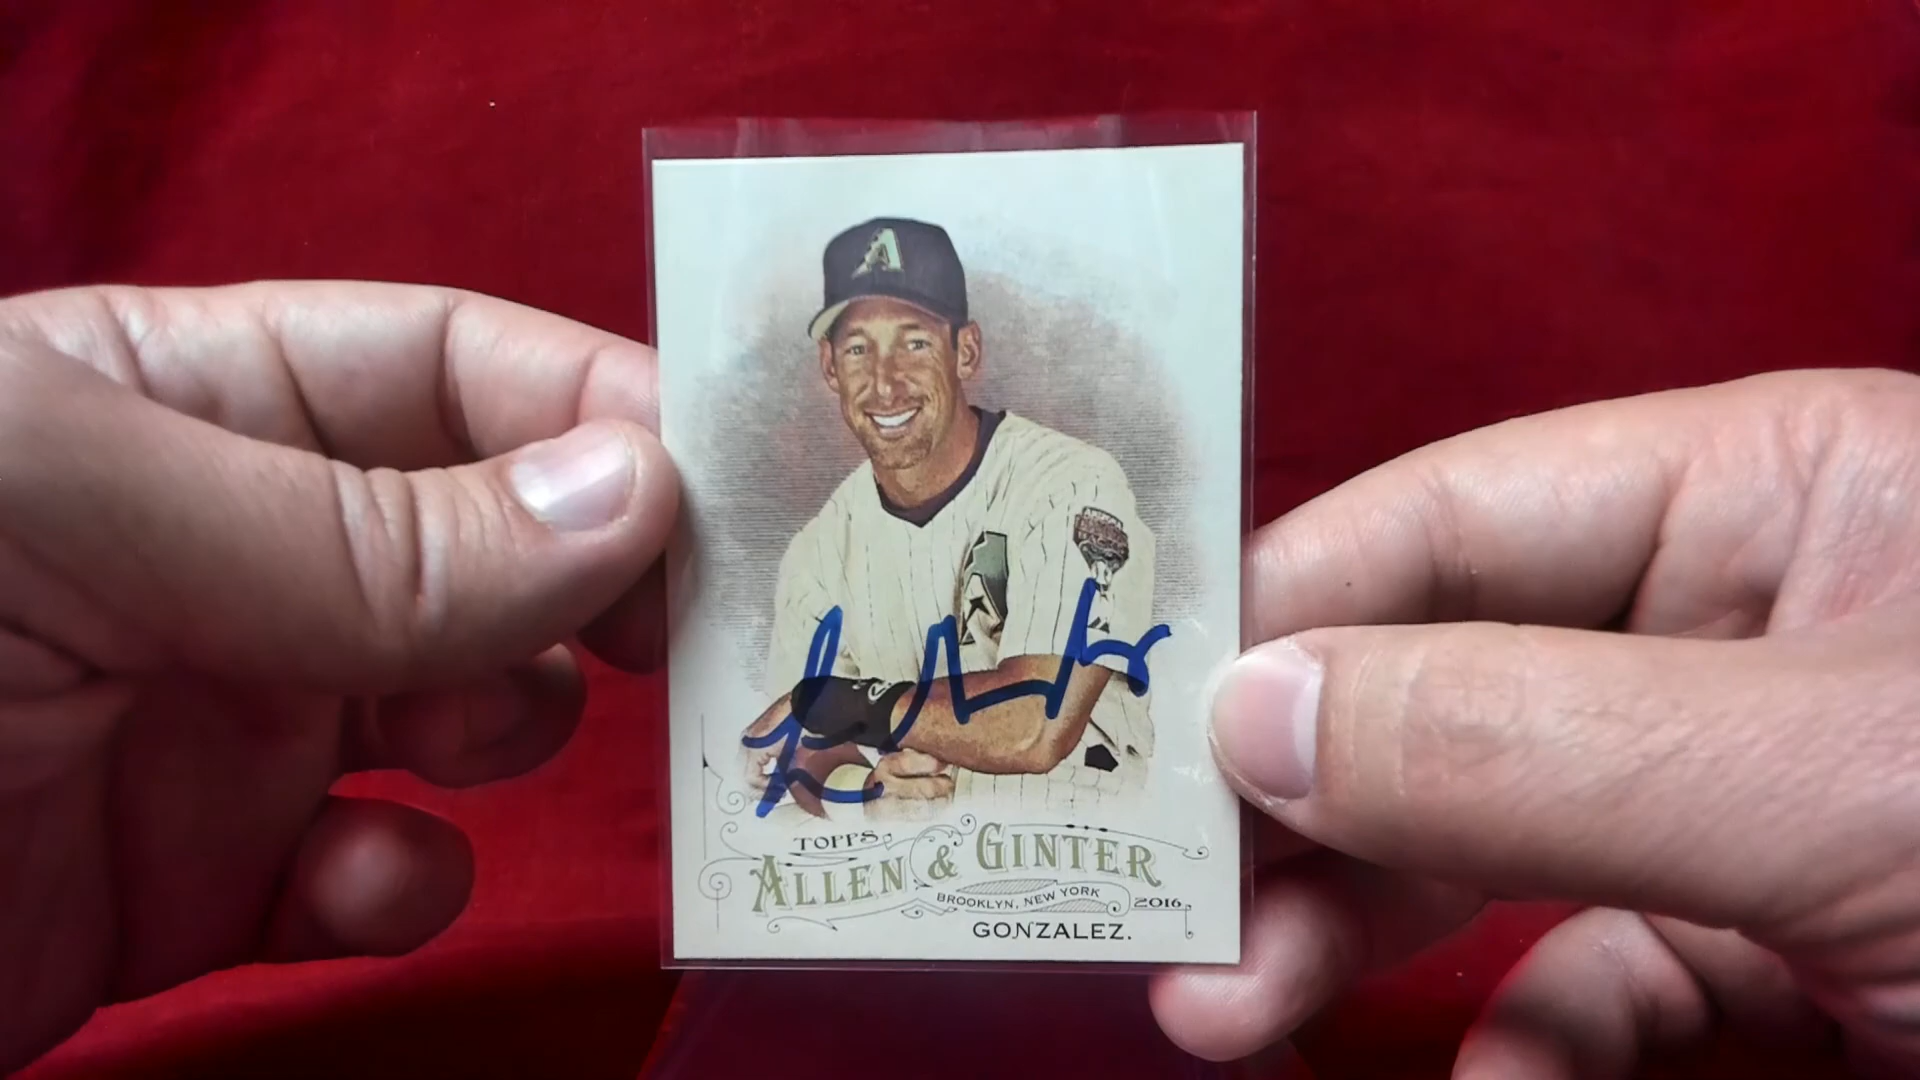 A
TOPPS
ALLEN & GINTER
BROOKLYN, NEW YORK
2016
GONZALEZ.